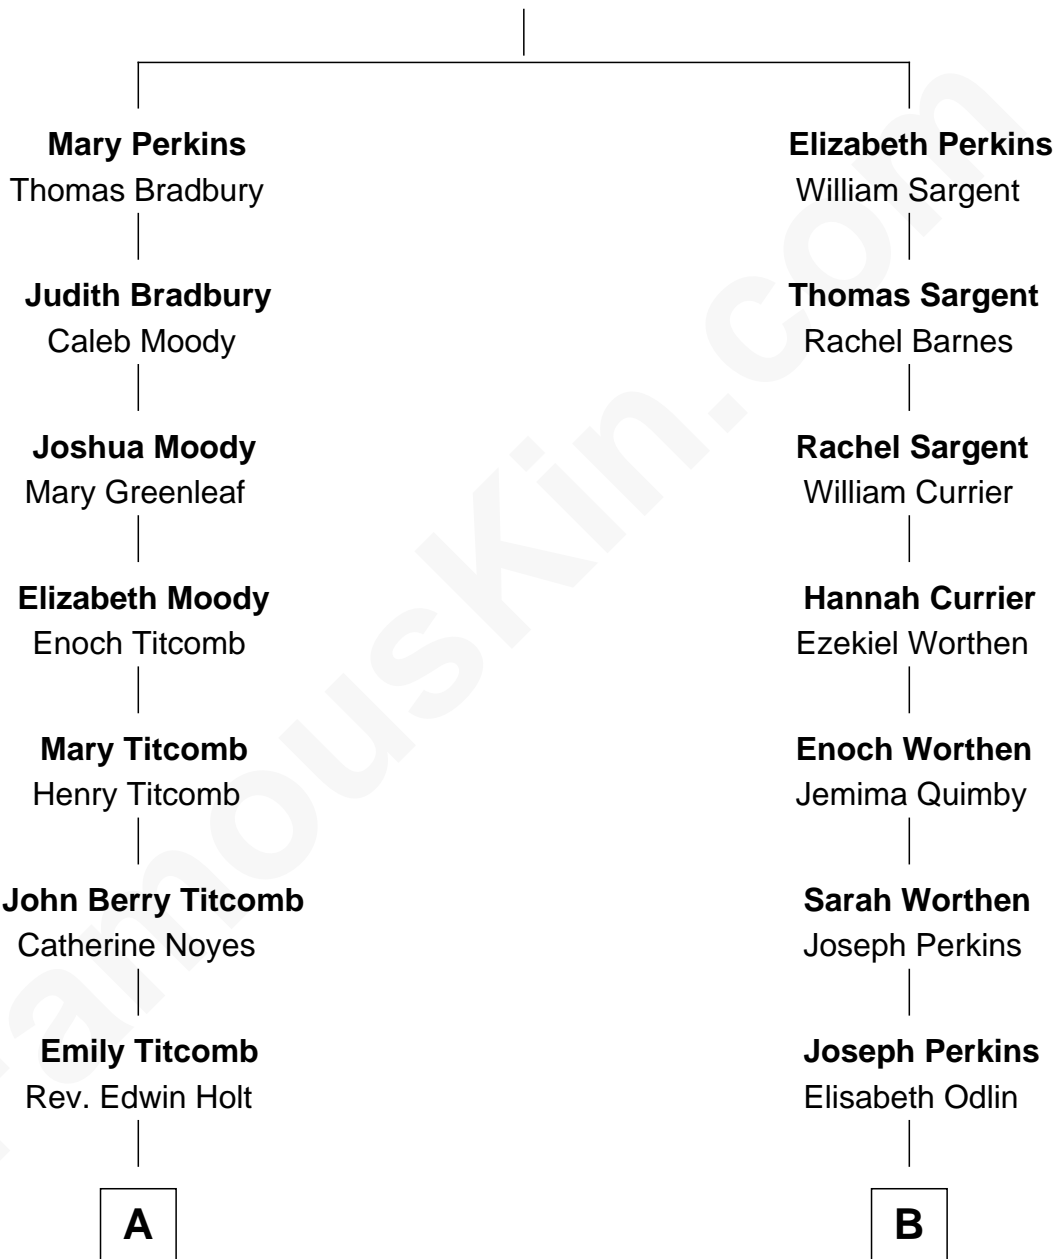 Mary Perkins
Thomas Bradbury
Judith Bradbury
Caleb Moody
Joshua Moody
Mary Greenleaf
Elizabeth Moody
Enoch Titcomb
Mary Titcomb
Henry Titcomb
John Berry Titcomb
Catherine Noyes
Emily Titcomb
Rev. Edwin Holt
A
Elizabeth Perkins
William Sargent
Thomas Sargent
Rachel Barnes
Rachel Sargent
William Currier
Hannah Currier
Ezekiel Worthen
Enoch Worthen
Jemima Quimby
Sarah Worthen
Joseph Perkins
Joseph Perkins
Elisabeth Odlin
B
FamousKin.com